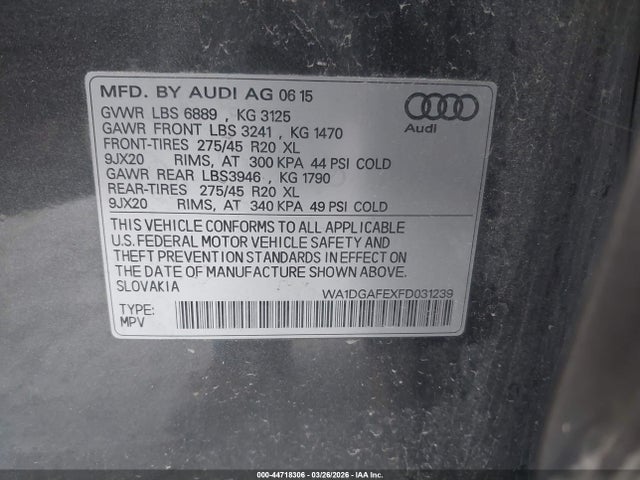 MFD. BY AUDI AG 06 15
GVWR LBS 6889 , KG 3125
GAWR FRONT LBS 3241 , KG 1470
FRONT-TIRES 275/45 R20 XL
9JX20 RIMS, AT 300 KPA 44 PSI COLD
GAWR REAR LBS3946 , KG 1790
REAR-TIRES 275/45 R20 XL
9JX20 RIMS, AT 340 KPA 49 PSI COLD
Audi
THIS VEHICLE CONFORMS TO ALL APPLICABLE
U.S. FEDERAL MOTOR VEHICLE SAFETY AND
THEFT PREVENTION STANDARDS IN EFFECT ON
THE DATE OF MANUFACTURE SHOWN ABOVE.
SLOVAKIA WA1DGAFEXFD031239
TYPE:
MPV
000-44718306 - 03/26/2026 - IAA Inc.